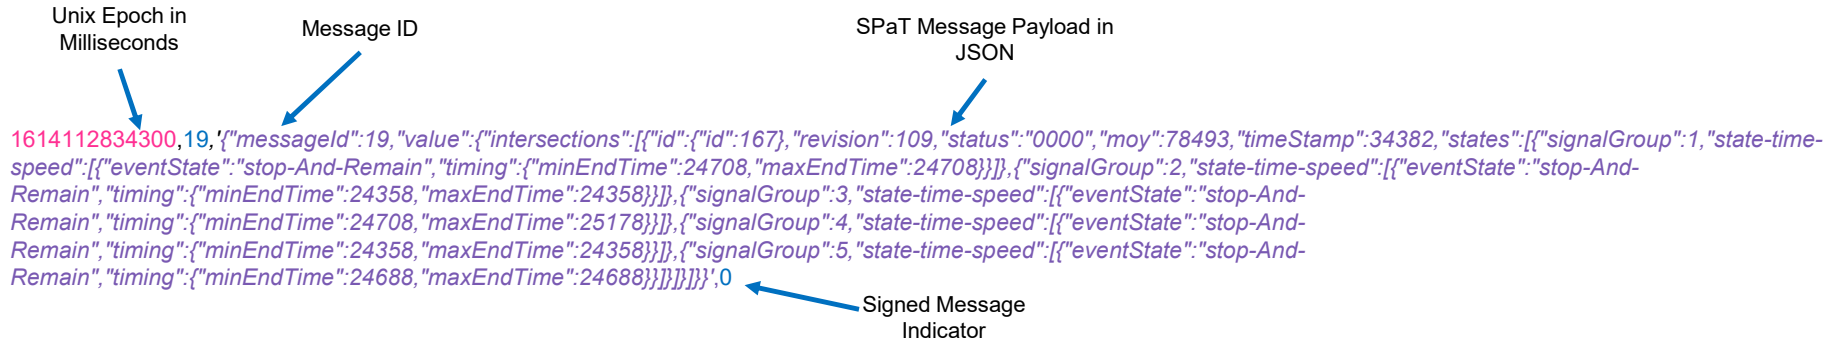 Unix Epoch in
Milliseconds
Message ID
SPaT Message Payload in
JSON
1614112834300,19,'{"messageId":19,"value":{"intersections":[{"id":{"id":167},"revision":109,"status":"0000","moy":78493,"timeStamp":34382,"states":[{"signalGroup":1,"state-time-
speed":[{"eventState":"stop-And-Remain","timing":{"minEndTime":24708,"maxEndTime":24708}}]},{"signalGroup":2,"state-time-speed":[{"eventState":"stop-And-
Remain","timing":{"minEndTime":24358,"maxEndTime":24358}}]},{"signalGroup":3,"state-time-speed":[{"eventState":"stop-And-
Remain","timing":{"minEndTime":24708,"maxEndTime":25178}}]},{"signalGroup":4,"state-time-speed":[{"eventState":"stop-And-
Remain","timing":{"minEndTime":24358,"maxEndTime":24358}}]},{"signalGroup":5,"state-time-speed":[{"eventState":"stop-And-
Remain","timing":{"minEndTime":24688,"maxEndTime":24688}}]}]}]}}',0
Signed Message
Indicator